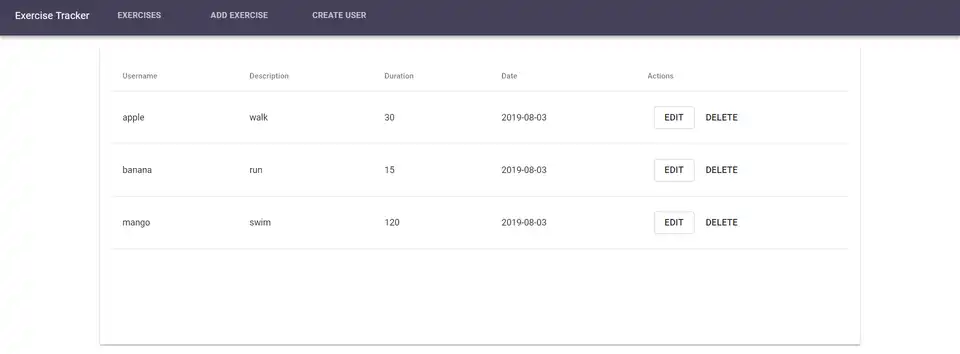 Exercise Tracker EXERCISES ADD EXERCISE CREATE USER
Username Description Duration Date Actions
apple walk 30 2019-08-03 EDIT DELETE
banana run 15 2019-08-03 EDIT DELETE
mango swim 120 2019-08-03 EDIT DELETE